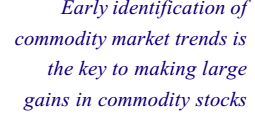 Early identification of
commodity market trends is
the key to making large
gains in commodity stocks